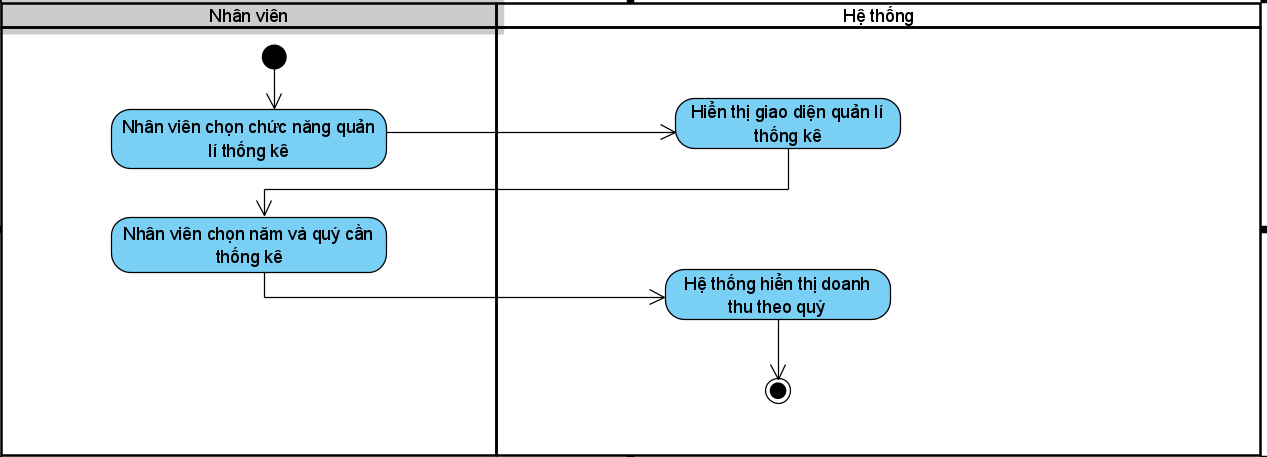 Nhân viên
Hệ thống
Nhân viên chọn chức năng quản
lí thống kê
Hiển thị giao diện quản lí
thống kê
Nhân viên chọn năm và quý cần
thống kê
Hệ thống hiển thị doanh
thu theo quý